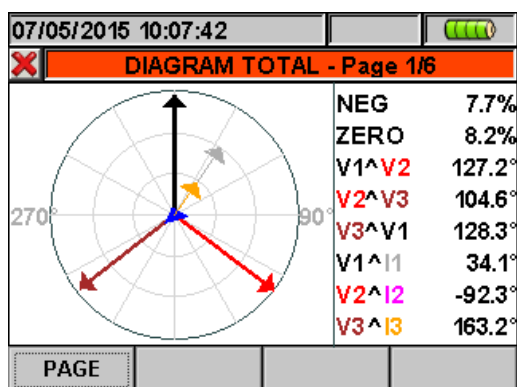 07/05/2015 10:07:42
DIAGRAM TOTAL - Page 1/6
NEG 7.7%
ZERO 8.2%
V1^V2 127.2°
V2^V3 104.6°
V3^V1 128.3°
V1^I1 34.1°
V2^I2 -92.3°
V3^I3 163.2°
270° 90°
PAGE